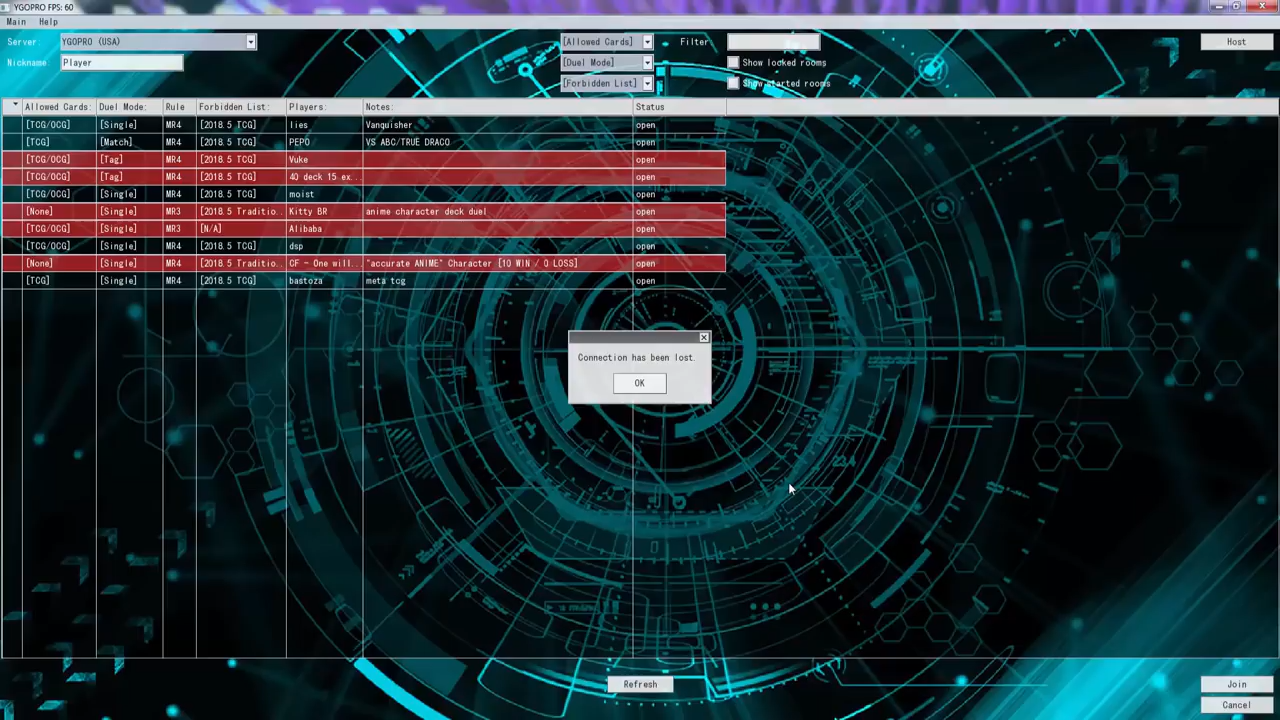 YGOPRO FPS: 60
Main Help
Server: YGOPRO (USA) [Allowed Cards] Filter Host
Nickname: Player [Duel Mode] Show locked rooms
[Forbidden List] Show started rooms
Allowed Cards: Duel Mode: Rule Forbidden List: Players: Notes: Status
[TCG/OCG] [Single] MR4 [2018.5 TCG] lies Vanquisher open
[TCG] [Match] MR4 [2018.5 TCG] PEPO VS ABC/TRUE DRACO open
[TCG/OCG] [Tag] MR4 [2018.5 TCG] Vuke open
[TCG/OCG] [Tag] MR4 [2018.5 TCG] 40 deck 15 ex... open
[TCG/OCG] [Single] MR4 [2018.5 TCG] moist open
[None] [Single] MR3 [2018.5 Traditio.. Kitty BR anime character deck duel open
[TCG/OCG] [Single] MR3 [N/A] Alibaba open
[TCG/OCG] [Single] MR4 [2018.5 TCG] dsp open
[None] [Single] MR4 [2018.5 Traditio.. CF - One will... "accurate ANIME" Character [10 WIN / 0 LOSS] open
[TCG] [Single] MR4 [2018.5 TCG] bastoza meta tcg open
Connection has been lost.
OK
23.4
Refresh Join
Cancel